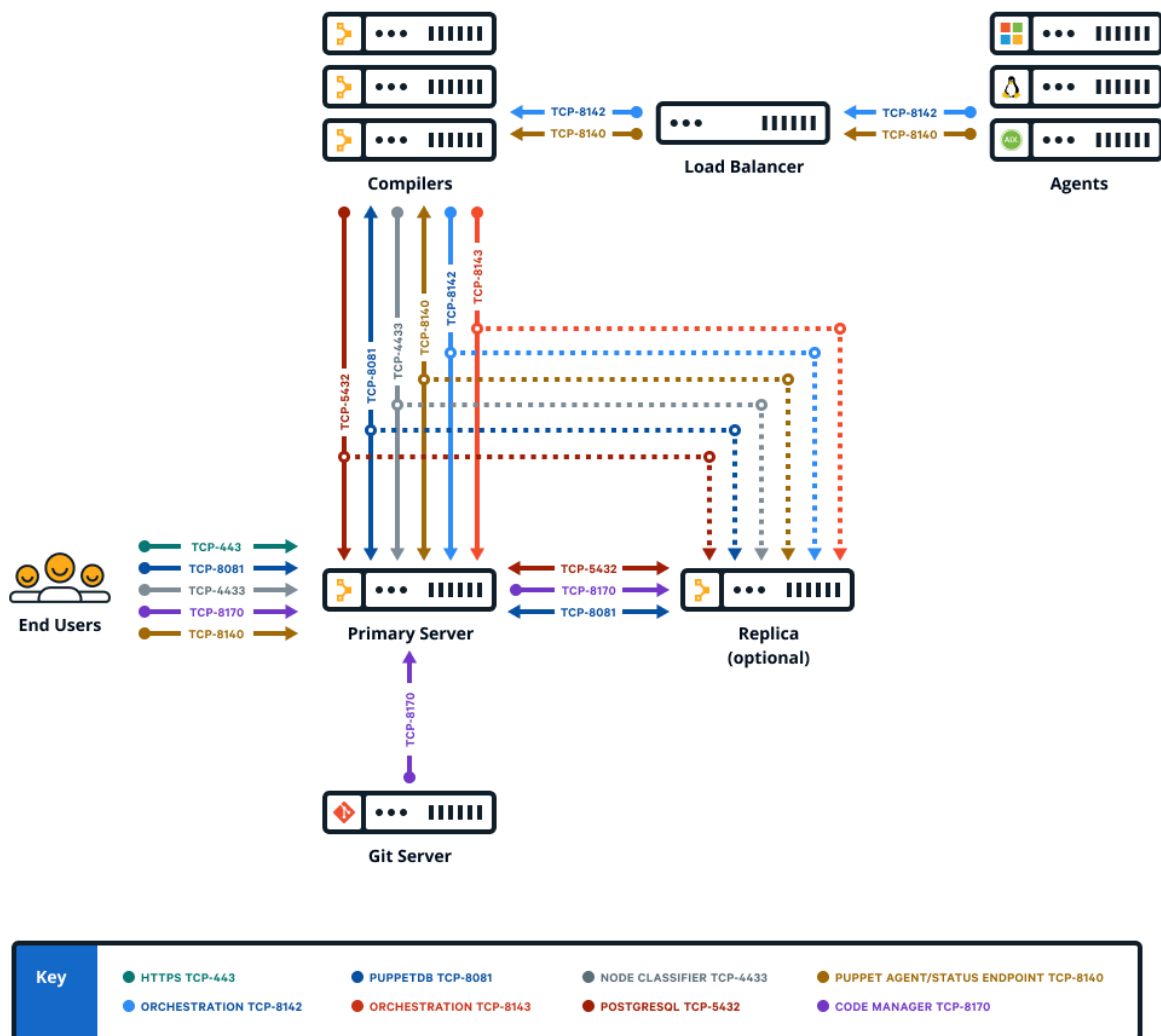 TCP-8142
TCP-8140
TCP-8142
TCP-8140
AIX
Compilers
Load Balancer
Agents
TCP-5432
TCP-8081
TCP-4433
TCP-8140
TCP-8142
TCP-8143
TCP-443
TCP-8081
TCP-4433
TCP-8170
TCP-8140
End Users
TCP-5432
TCP-8170
TCP-8081
Primary Server
Replica
(optional)
TCP-8170
Git Server
Key
HTTPS TCP-443
PUPPETDB TCP-8081
NODE CLASSIFIER TCP-4433
PUPPET AGENT/STATUS ENDPOINT TCP-8140
ORCHESTRATION TCP-8142
ORCHESTRATION TCP-8143
POSTGRESQL TCP-5432
CODE MANAGER TCP-8170